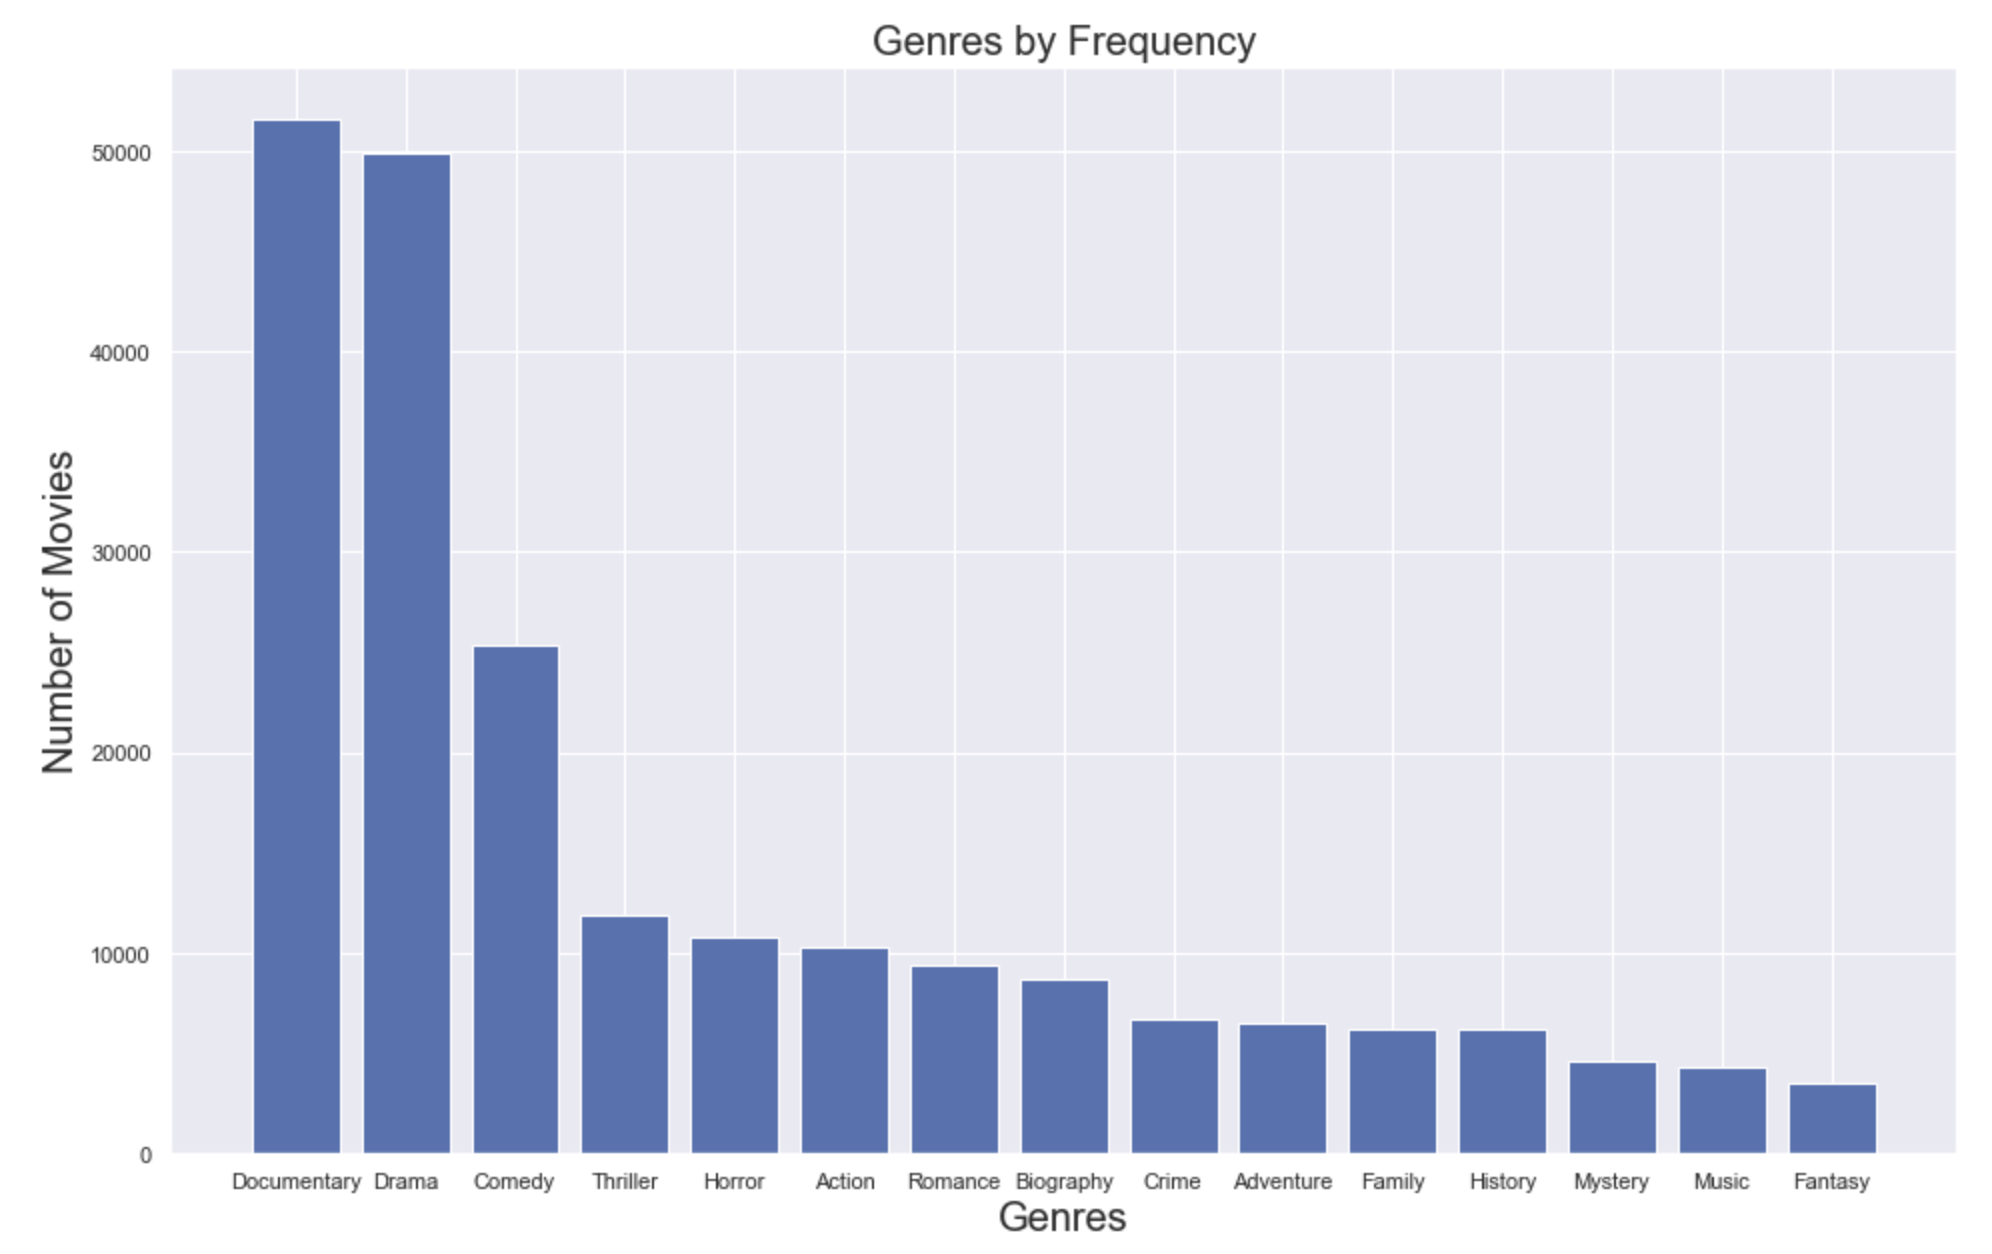 Genres by Frequency
Number of Movies
50000
40000
30000
20000
10000
0
Documentary Drama Comedy Thriller Horror Action Romance Biography Crime Adventure Family History Mystery Music Fantasy
Genres